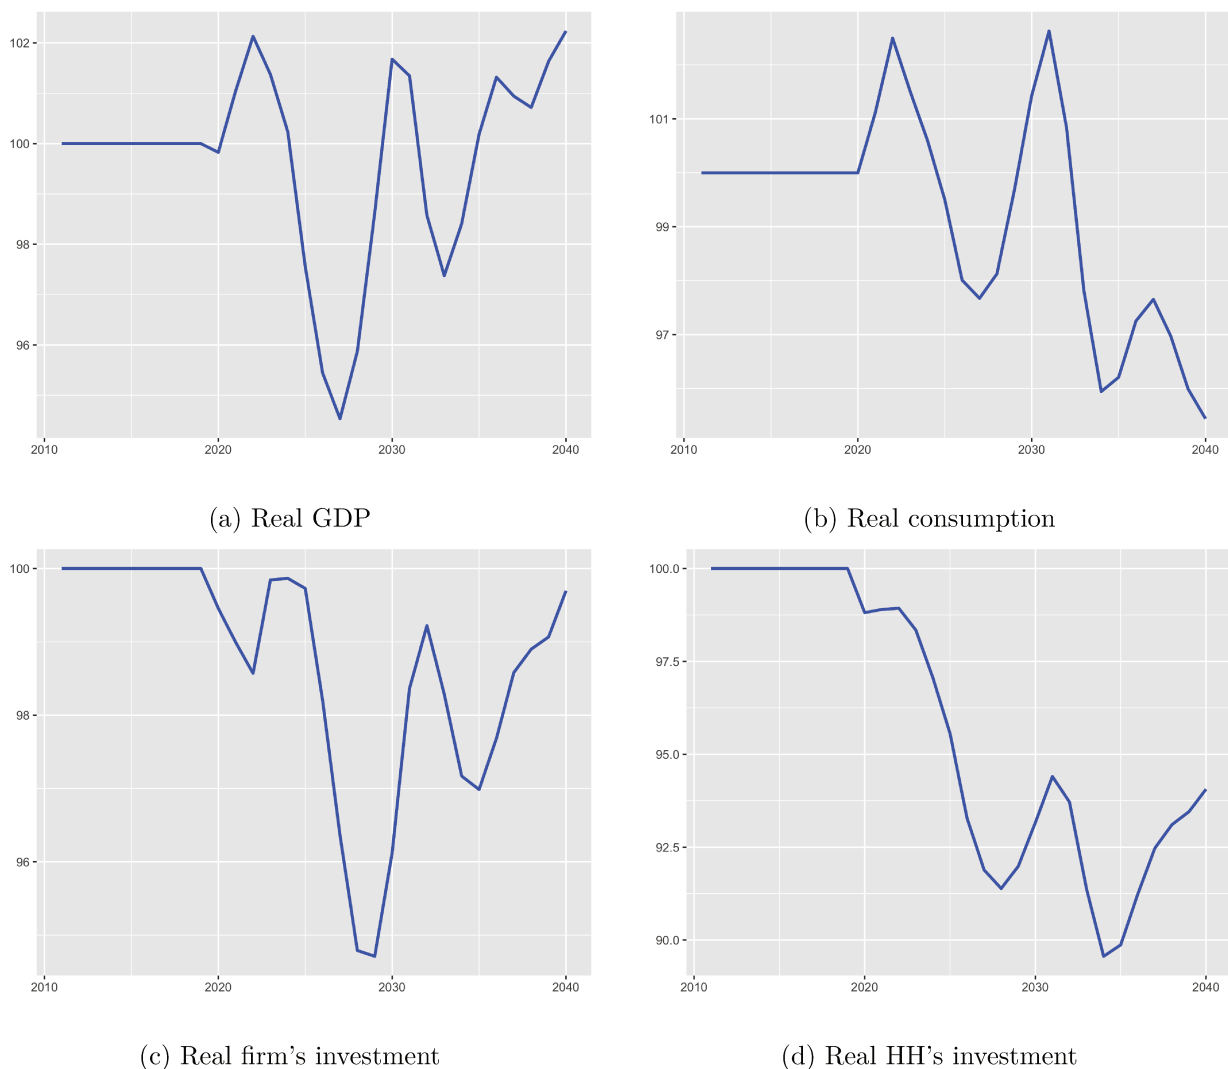 102
100
98
96
2010 2020 2030 2040
(a) Real GDP
101
99
97
2010 2020 2030 2040
(b) Real consumption
100
98
96
2010 2020 2030 2040
(c) Real firm's investment
100.0
97.5
95.0
92.5
90.0
2010 2020 2030 2040
(d) Real HH's investment